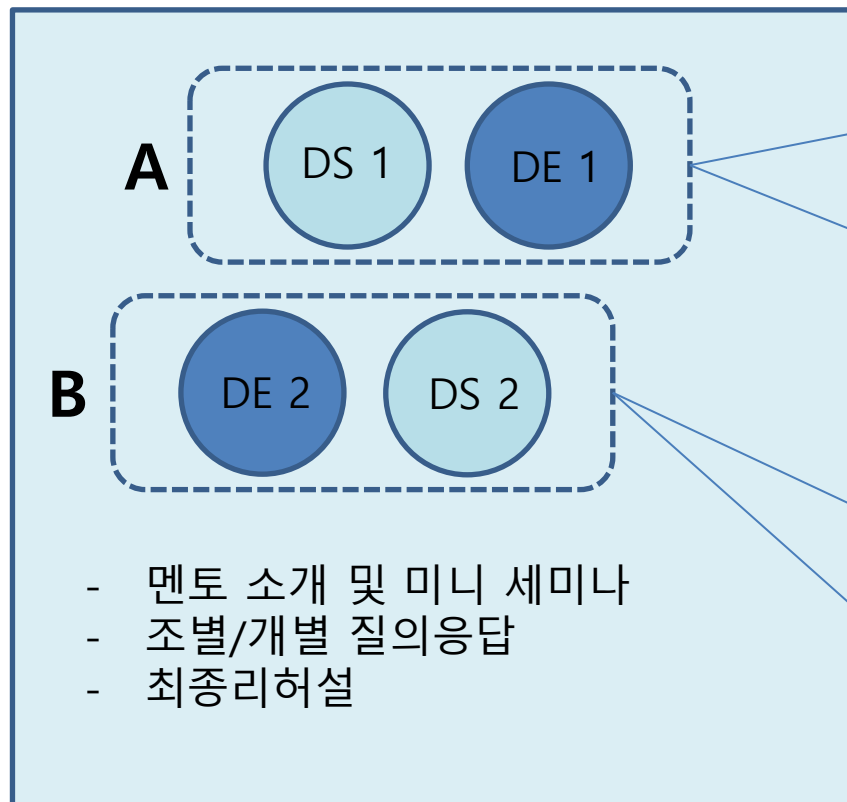 A
DS 1
DE 1
B
DE 2
DS 2
- 멘토 소개 및 미니 세미나
- 조별/개별 질의응답
- 최종리허설